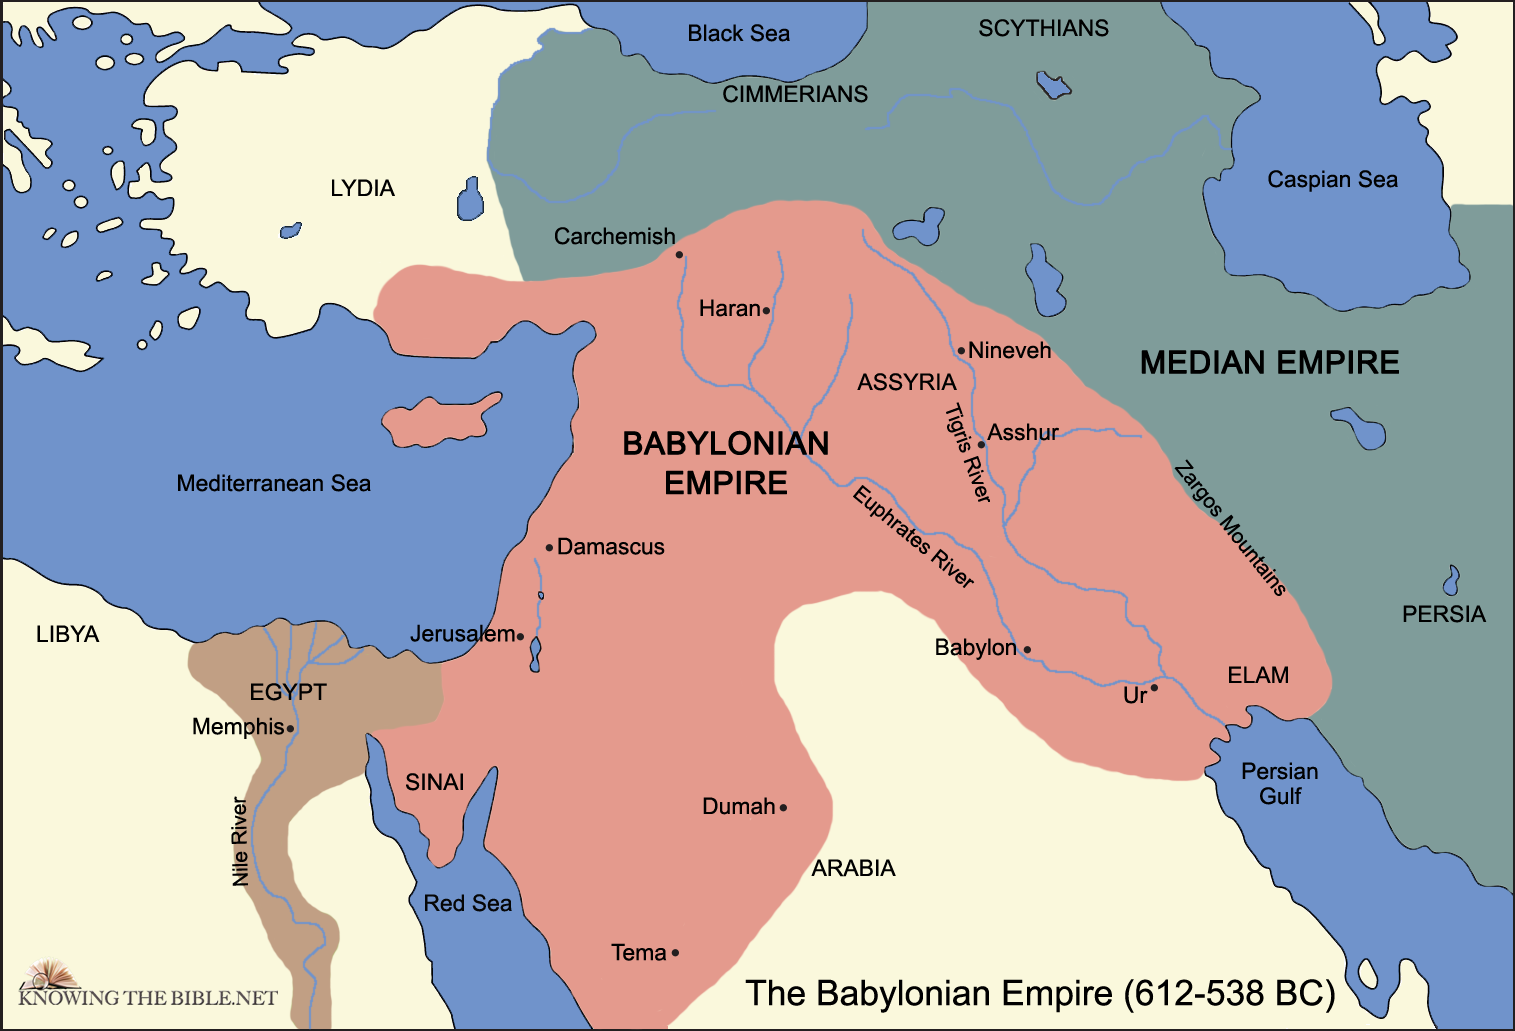 SCYTHIANS
Black Sea
CIMMERIANS
Caspian Sea
LYDIA
Carchemish
Haran
Nineveh
MEDIAN EMPIRE
ASSYRIA
Tigris River
Asshur
BABYLONIAN
EMPIRE
Mediterranean Sea
Zargos Mountains
Euphrates River
Damascus
PERSIA
LIBYA
Jerusalem
Babylon
ELAM
Ur
EGYPT
Memphis
SINAI
Persian
Gulf
Dumah
Nile River
ARABIA
Red Sea
Tema
The Babylonian Empire (612-538 BC)
KNOWING THE BIBLE.NET